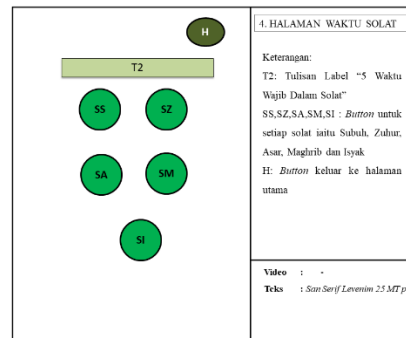 H
T2
SS SZ
SA SM
SI
4. HALAMAN WAKTU SOLAT
Keterangan:
T2: Tulisan Label “5 Waktu
Wajib Dalam Solat”
SS,SZ,SA,SM,SI : Button untuk
setiap solat iaitu Subuh, Zuhur,
Asar, Maghrib dan Isyak
H: Button keluar ke halaman
utama
Video : -
Teks : San Serif Levenim 25 MT p